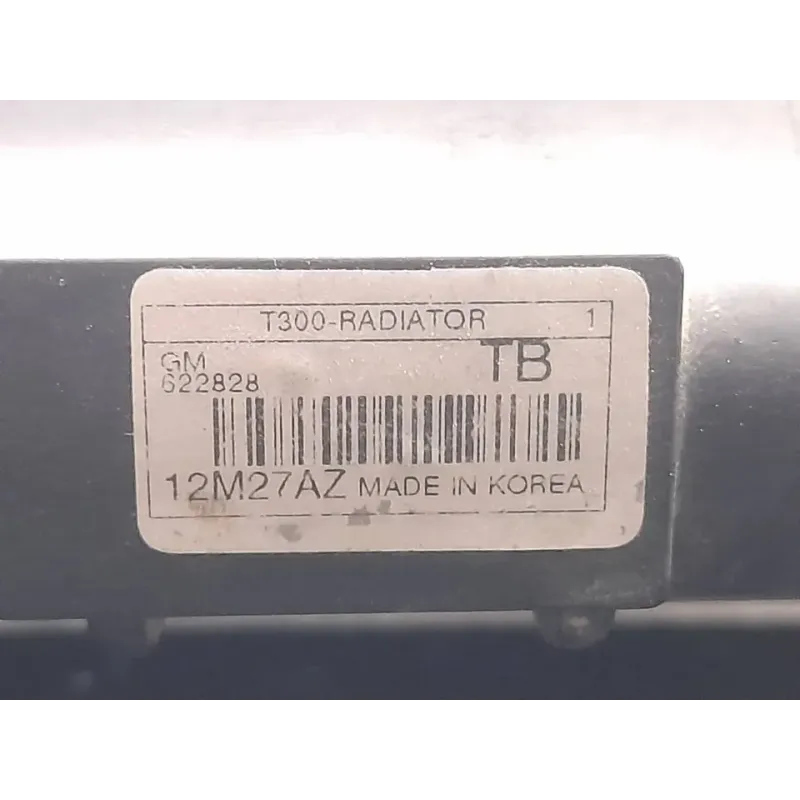 T300-RADIATOR 1
GM TB
622828
12M27AZ MADE IN KOREA